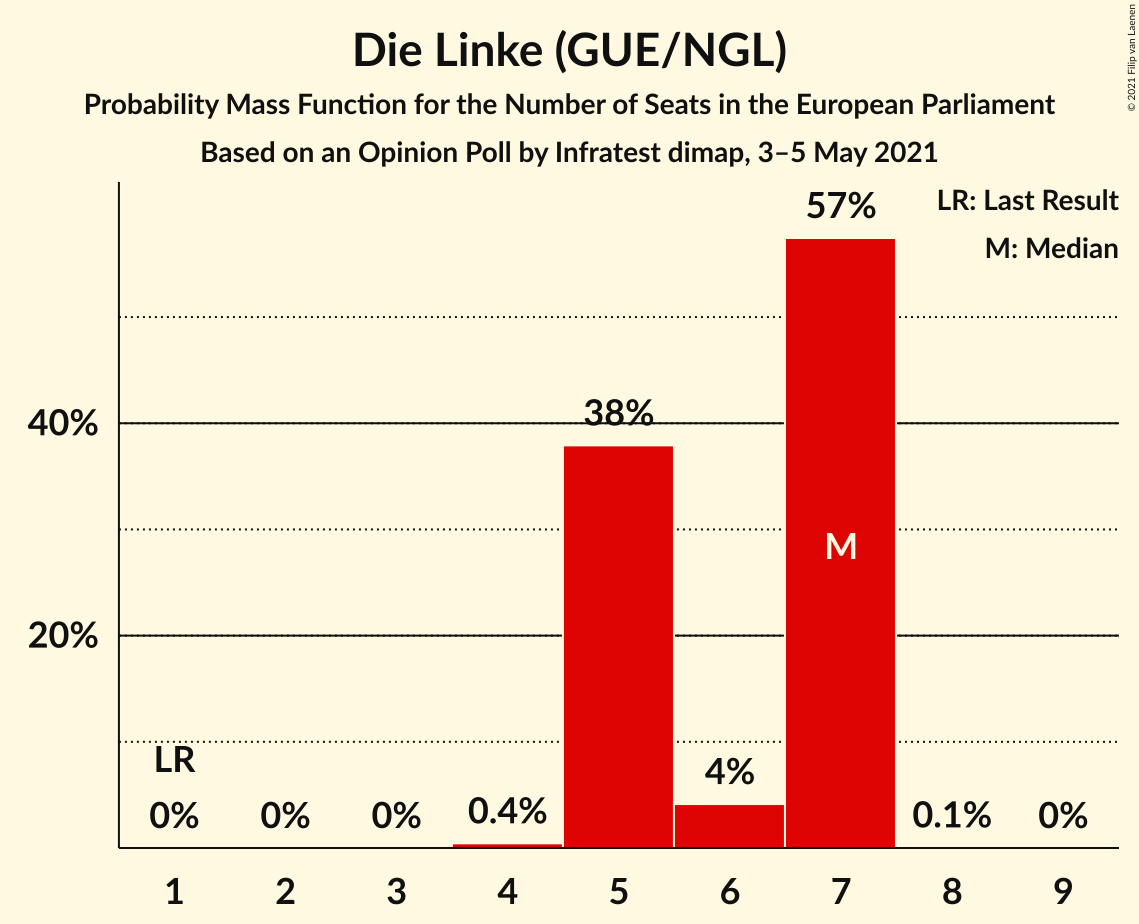 Die Linke (GUE/NGL)
Probability Mass Function for the Number of Seats in the European Parliament
Based on an Opinion Poll by Infratest dimap, 3–5 May 2021
© 2021 Filip van Laenen
LR: Last Result
M: Median
57%
40%
38%
M
20%
LR
0%
0%
0%
0.4%
4%
0.1%
0%
1 2 3 4 5 6 7 8 9